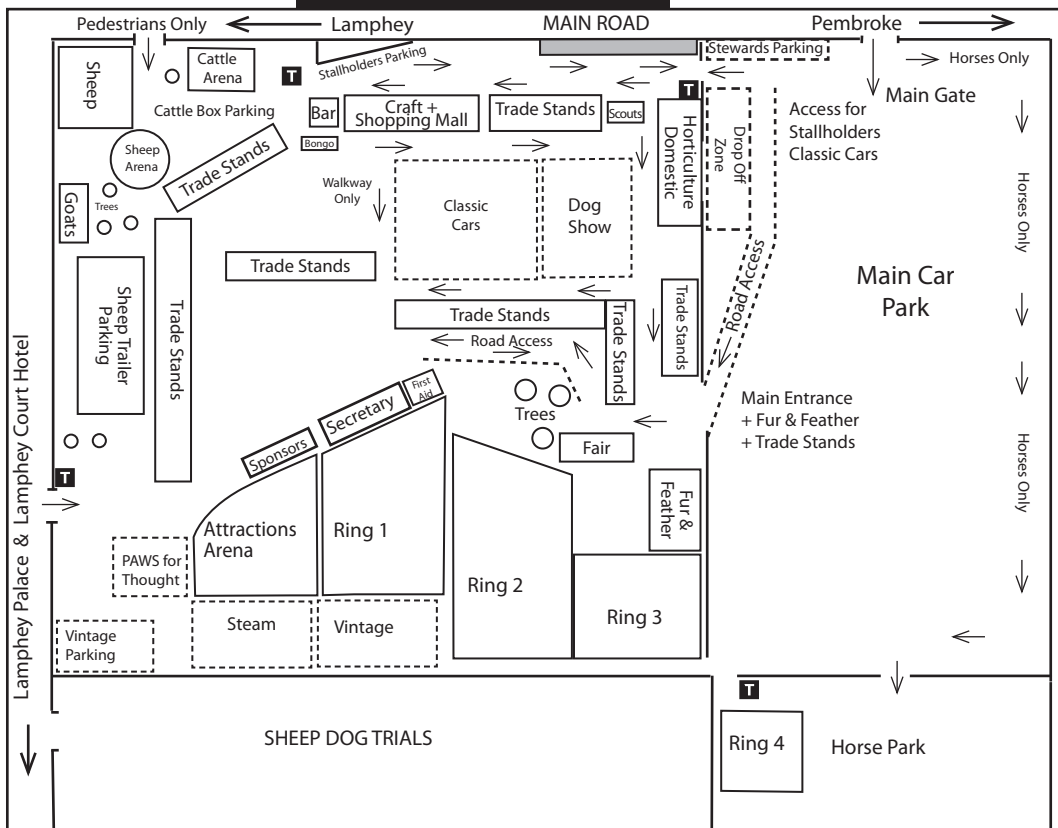 Pedestrians Only
Lamphey
MAIN ROAD
Pembroke
Sheep
Cattle
Arena
T
Stallholders Parking
Stewards Parking
Horses Only
Main Gate
Cattle Box Parking
Bar
Craft +
Shopping Mall
Trade Stands
Scouts
T
Horticulture
Domestic
Drop Off
Zone
Access for
Stallholders
Classic Cars
Horses Only
Sheep
Arena
Trade Stands
Bongo
Goats
Trees
Walkway
Only
Classic
Cars
Dog
Show
Trade Stands
Sheep Trailer
Parking
Trade Stands
Trade Stands
Trade Stands
Trade Stands
Road Access
Road Access
Main Car
Park
First
Aid
Secretary
Sponsors
Trees
Fair
Main Entrance
+ Fur & Feather
+ Trade Stands
Horses Only
T
Fur &
Feather
Attractions
Arena
Ring 1
Ring 2
Ring 3
PAWS for
Thought
Steam
Vintage
Vintage
Parking
Lamphey Palace & Lamphey Court Hotel
SHEEP DOG TRIALS
T
Ring 4
Horse Park